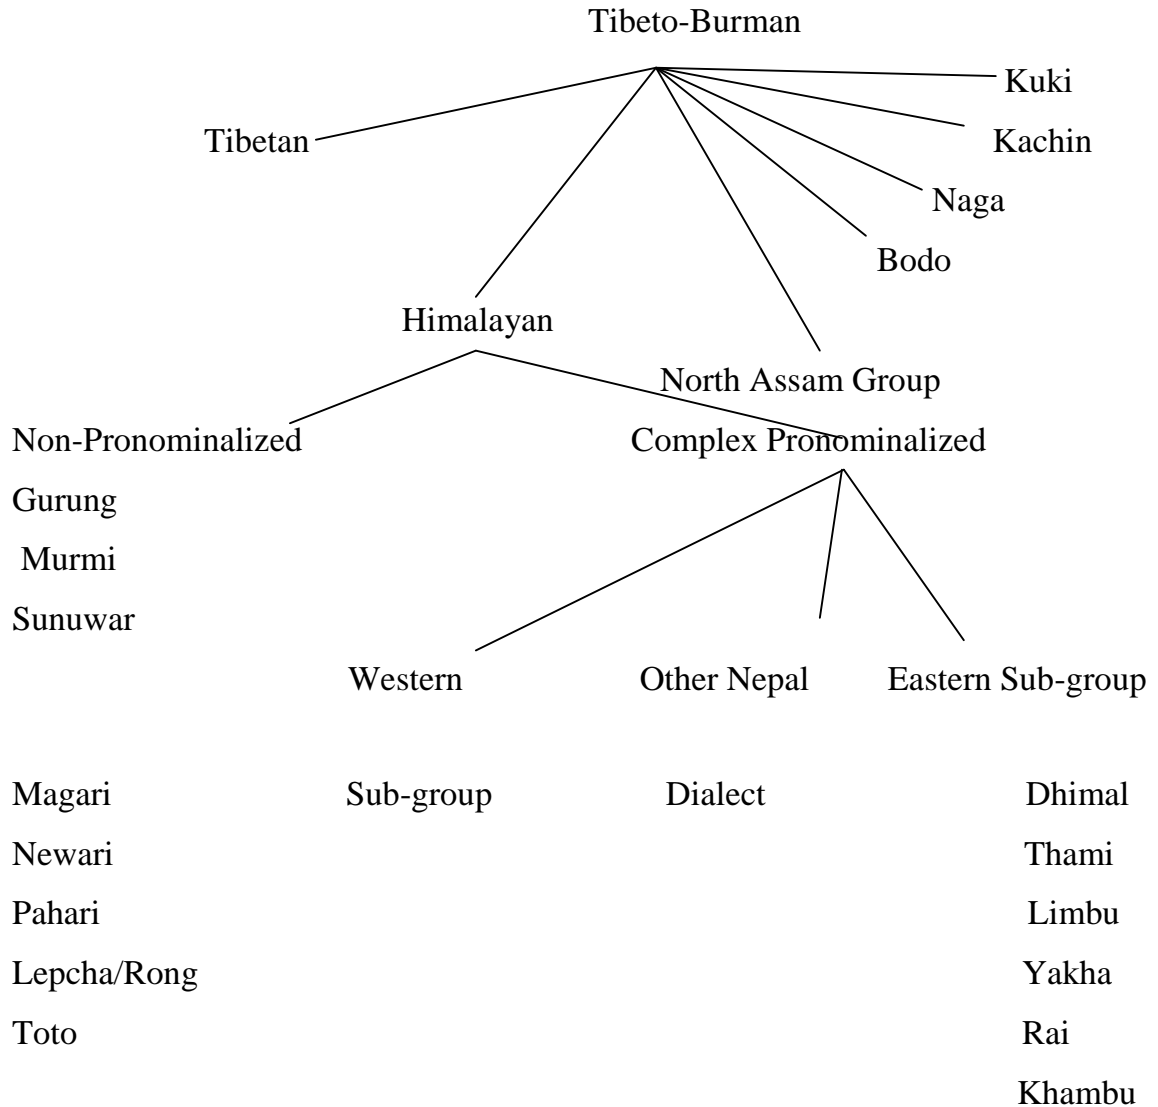 Tibeto-Burman
Kuki
Tibetan Kachin
Naga
Bodo
Himalayan
North Assam Group
Non-Pronominalized Complex Pronominalized
Gurung
Murmi
Sunuwar
Western Other Nepal Eastern Sub-group
Magari Sub-group Dialect Dhimal
Newari Thami
Pahari Limbu
Lepcha/Rong Yakha
Toto Rai
Khambu